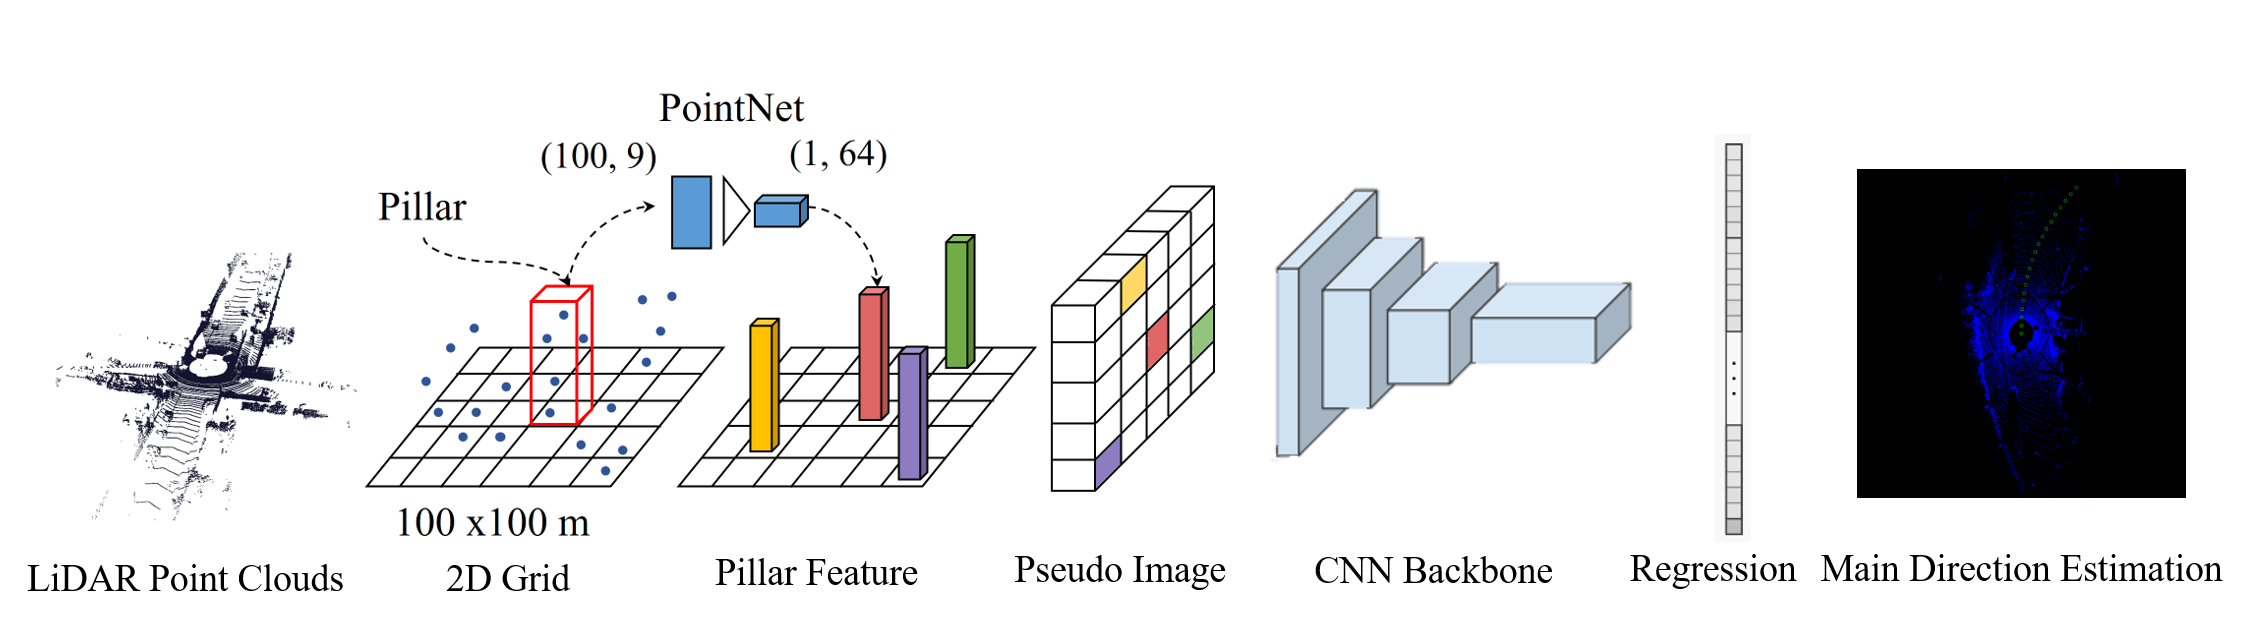 PointNet
(100, 9)
(1, 64)
Pillar
100 x100 m
LiDAR Point Clouds
2D Grid
Pillar Feature
Pseudo Image
CNN Backbone
Regression
Main Direction Estimation